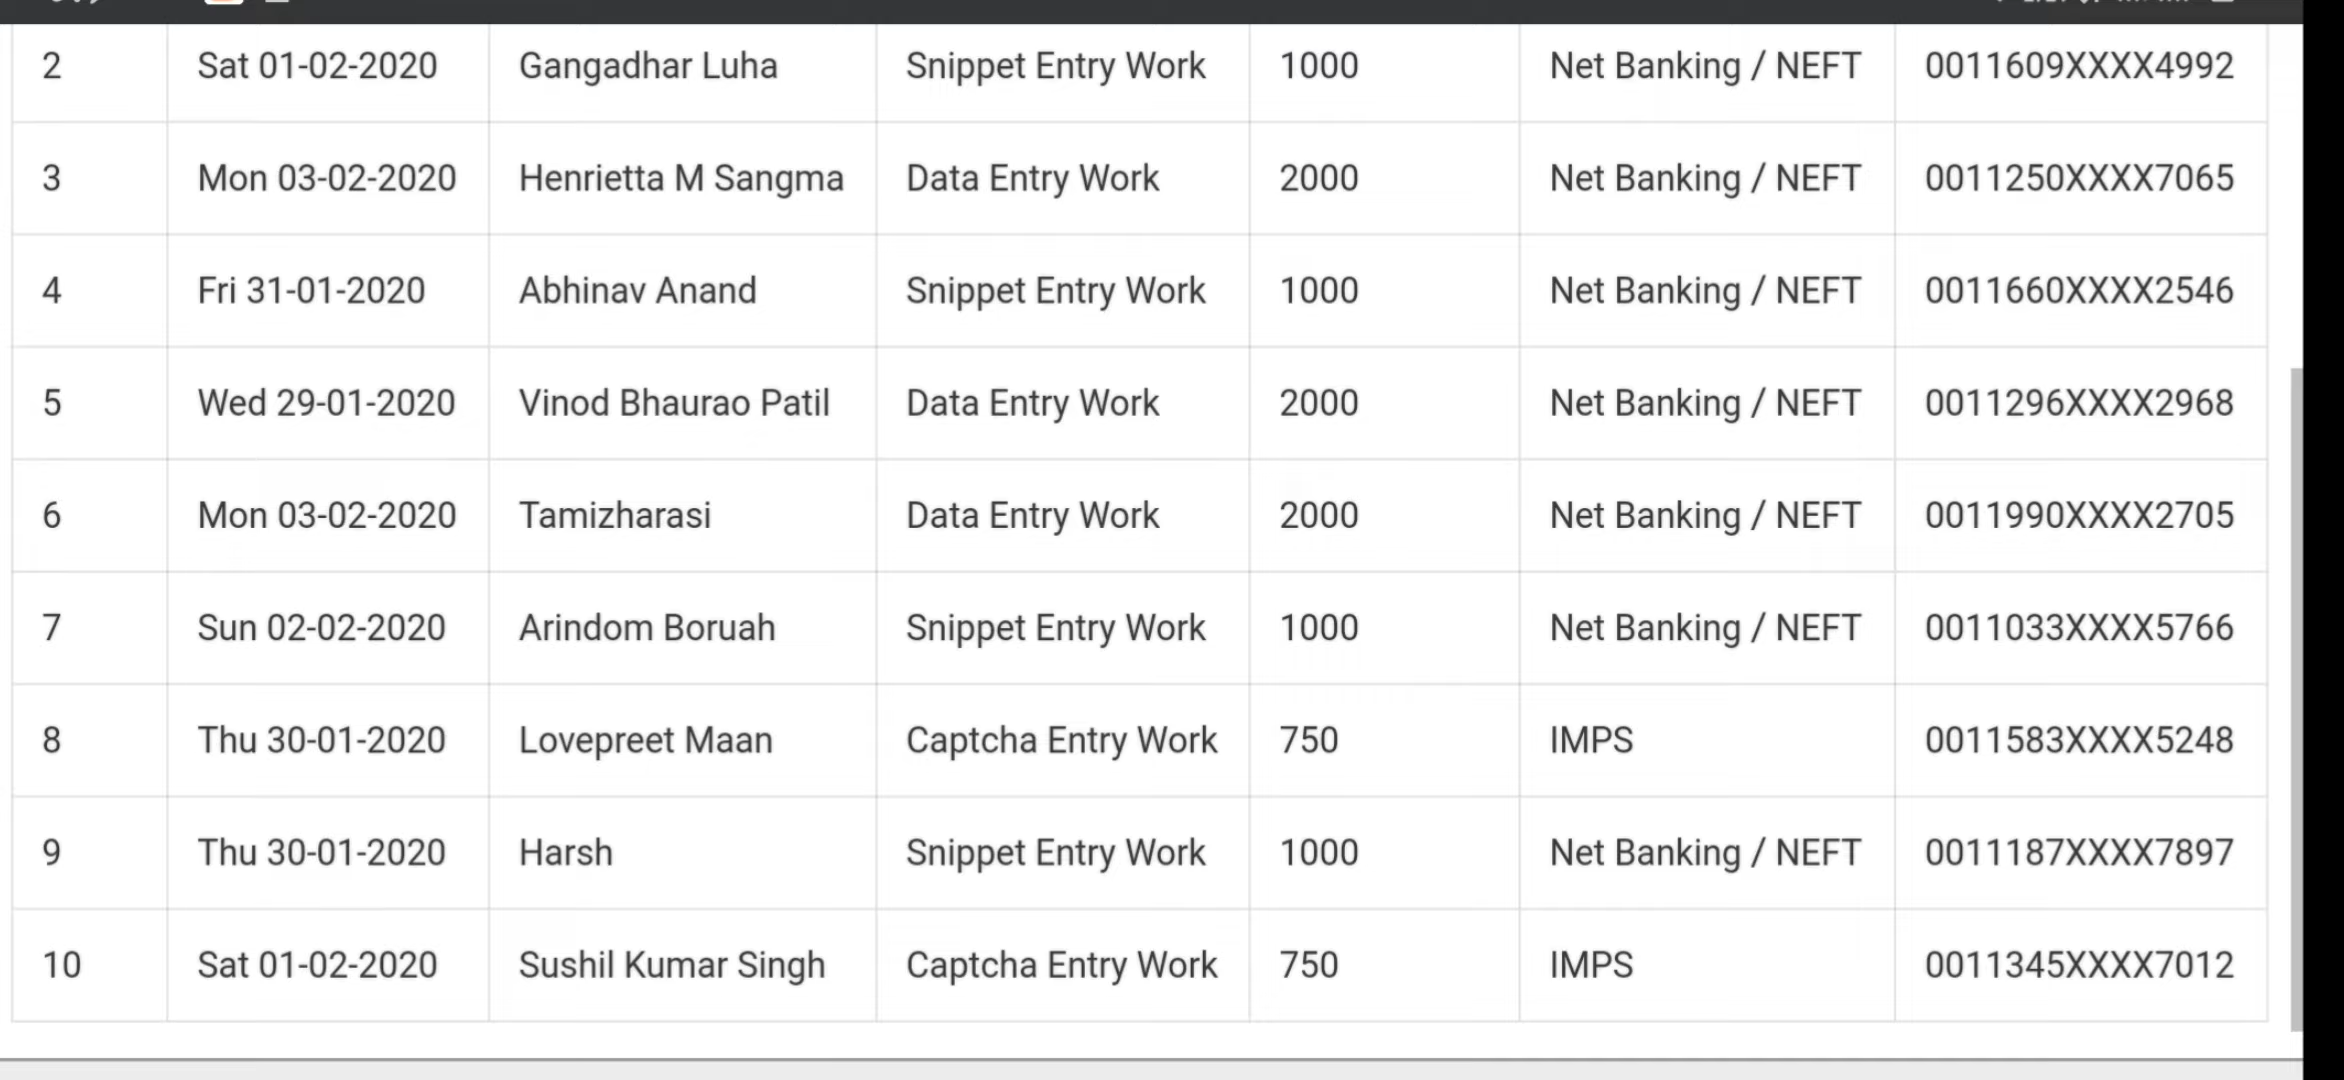 2 Sat 01-02-2020 Gangadhar Luha Snippet Entry Work 1000 Net Banking / NEFT 0011609XXXX4992
3 Mon 03-02-2020 Henrietta M Sangma Data Entry Work 2000 Net Banking / NEFT 0011250XXXX7065
4 Fri 31-01-2020 Abhinav Anand Snippet Entry Work 1000 Net Banking / NEFT 0011660XXXX2546
5 Wed 29-01-2020 Vinod Bhaurao Patil Data Entry Work 2000 Net Banking / NEFT 0011296XXXX2968
6 Mon 03-02-2020 Tamizharasi Data Entry Work 2000 Net Banking / NEFT 0011990XXXX2705
7 Sun 02-02-2020 Arindom Boruah Snippet Entry Work 1000 Net Banking / NEFT 0011033XXXX5766
8 Thu 30-01-2020 Lovepreet Maan Captcha Entry Work 750 IMPS 0011583XXXX5248
9 Thu 30-01-2020 Harsh Snippet Entry Work 1000 Net Banking / NEFT 0011187XXXX7897
10 Sat 01-02-2020 Sushil Kumar Singh Captcha Entry Work 750 IMPS 0011345XXXX7012